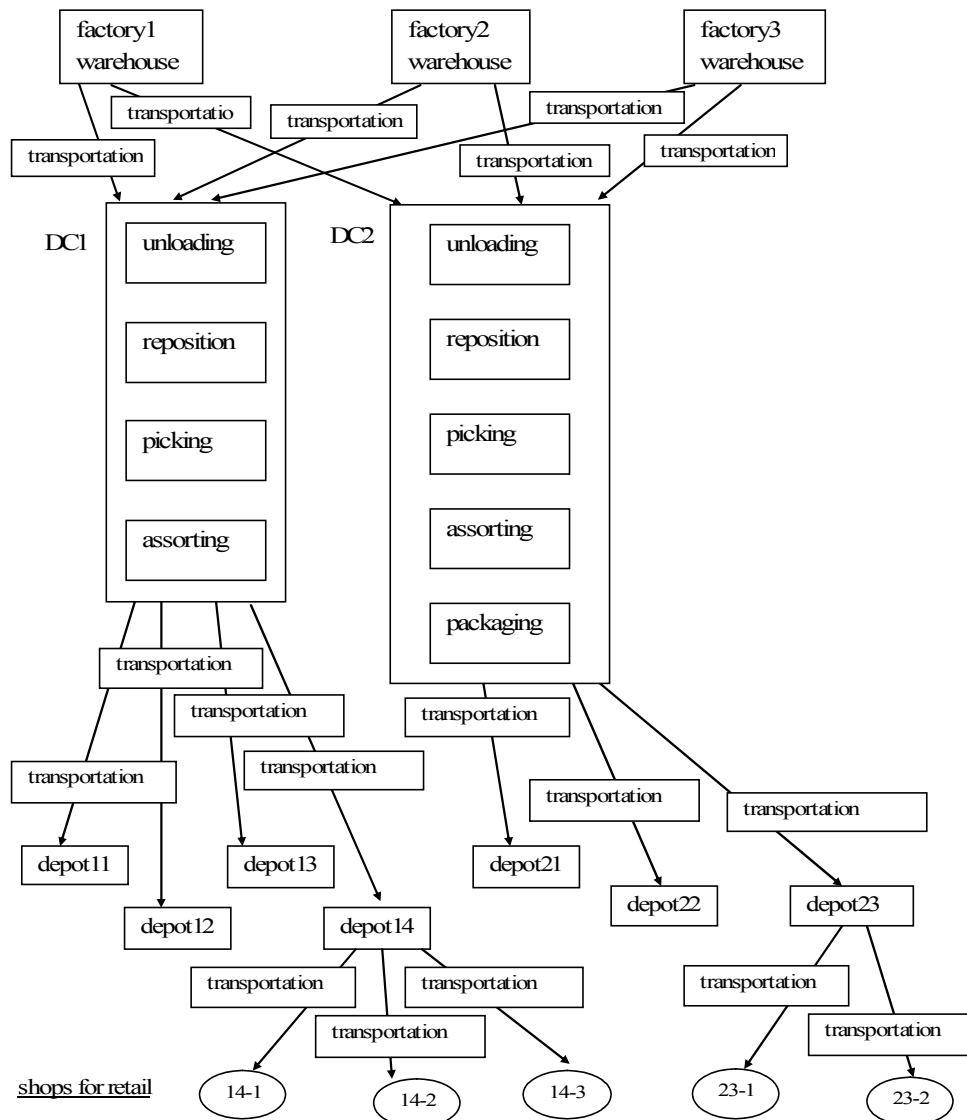 factory1
warehouse
factory2
warehouse
factory3
warehouse
transportatio
transportation
transportation
transportation
transportation
transportation
DC1
unloading
reposition
picking
assorting
DC2
unloading
reposition
picking
assorting
packaging
transportation
transportation
transportation
transportation
transportation
transportation
transportation
depot11
depot13
depot21
depot12
depot14
depot22
depot23
transportation
transportation
transportation
transportation
transportation
shops for retail
14-1
14-2
14-3
23-1
23-2